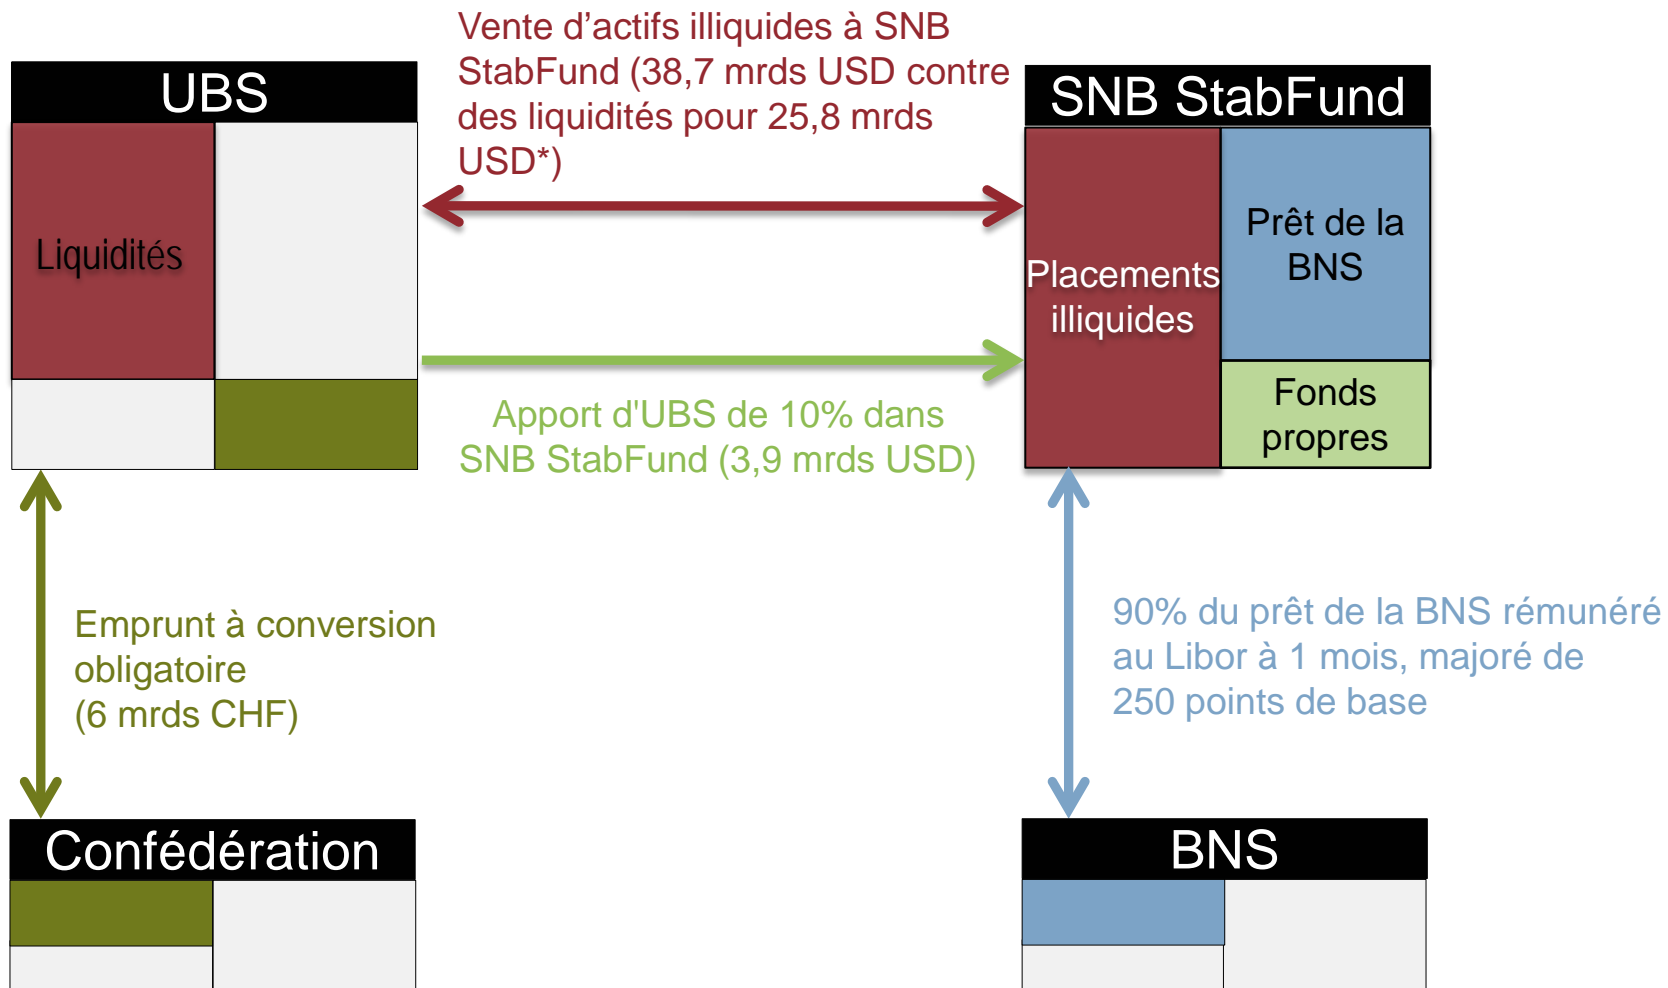 Vente d’actifs illiquides à SNB
StabFund (38,7 mrds USD contre
des liquidités pour 25,8 mrds
USD*)
UBS
SNB StabFund
Liquidités
Placements
illiquides
Prêt de la
BNS
Fonds
propres
Apport d'UBS de 10% dans
SNB StabFund (3,9 mrds USD)
Emprunt à conversion
obligatoire
(6 mrds CHF)
90% du prêt de la BNS rémunéré
au Libor à 1 mois, majoré de
250 points de base
Confédération
BNS